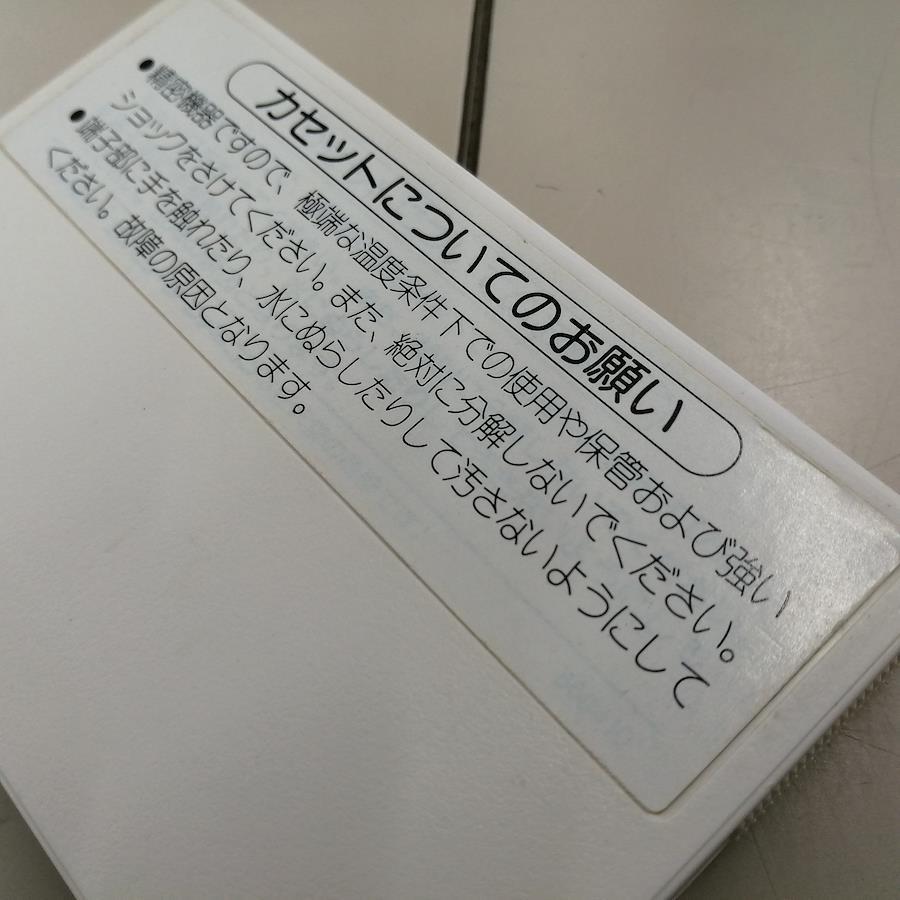 カセットについてのお願い
●精密機器ですので、極端な温度条件下での使用や保管および強い
ショックをさけてください。また、絶対に分解しないでください。
●端子部に手を触れたり、水にぬらしたりして汚さないようにして
ください。故障の原因となります。